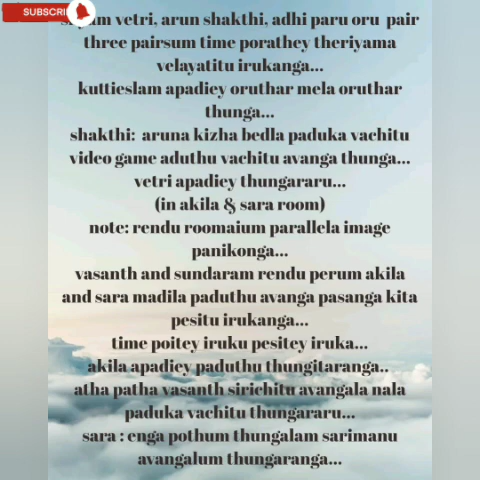 SUBSCRI
vetri, arun shakthi, adhi paru oru pair
three pairsum time porathey theriyama
velayatitu irukanga...
kuttieslam apadiey oruthar mela oruthar
thunga...
shakthi: aruna kizha bedla paduka vachitu
video game aduthu vachitu avanga thunga...
vetri apadiey thungararu...
(in akila & sara room)
note: rendu roomaium parallela image
panikonga...
vasanth and sundaram rendu perum akila
and sara madila paduthu avanga pasanga kita
pesitu irukanga...
time poitey iruku pesitey iruka...
akila apadiey paduthu thungitaranga..
atha patha vasanth sirichitu avangala nala
paduka vachitu thungararu...
sara : enga pothum thungalam sarimanu
avangalum thungaranga...